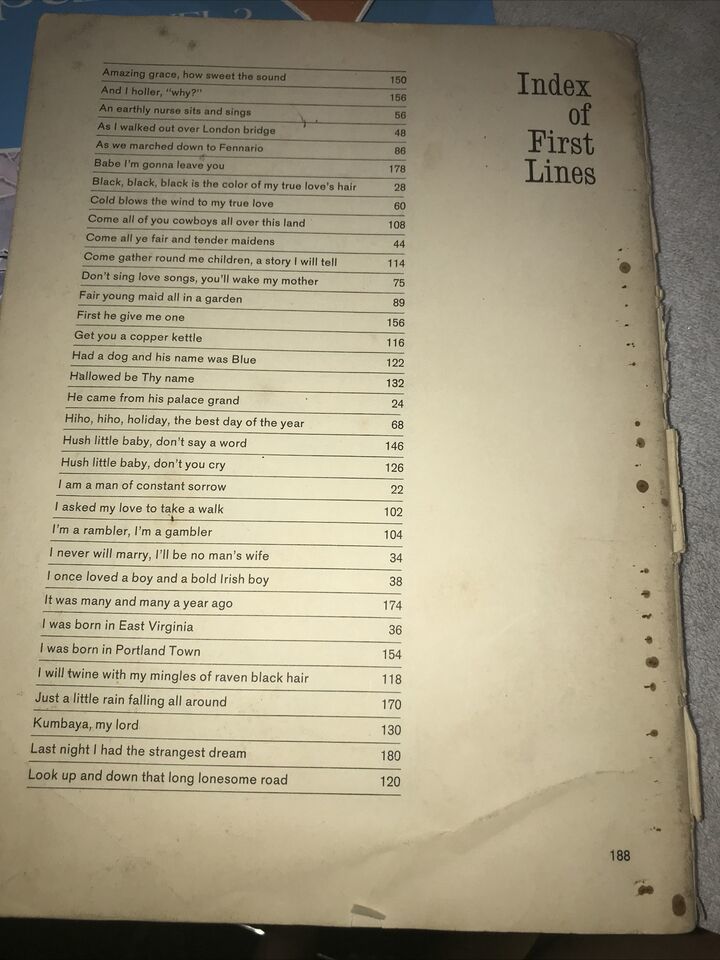 Index
of
First
Lines
Amazing grace, how sweet the sound 150
And I holler, "why?" 156
An earthly nurse sits and sings 56
As I walked out over London bridge 48
As we marched down to Fennario 86
Babe I'm gonna leave you 178
Black, black, black is the color of my true love's hair 28
Cold blows the wind to my true love 60
Come all of you cowboys all over this land 108
Come all ye fair and tender maidens 44
Come gather round me children, a story I will tell 114
Don't sing love songs, you'll wake my mother 75
Fair young maid all in a garden 89
First he give me one 156
Get you a copper kettle 116
Had a dog and his name was Blue 122
Hallowed be Thy name 132
He came from his palace grand 24
Hiho, hiho, holiday, the best day of the year 68
Hush little baby, don't say a word 146
Hush little baby, don't you cry 126
I am a man of constant sorrow 22
I asked my love to take a walk 102
I'm a rambler, I'm a gambler 104
I never will marry, I'll be no man's wife 34
I once loved a boy and a bold Irish boy 38
It was many and many a year ago 174
I was born in East Virginia 36
I was born in Portland Town 154
I will twine with my mingles of raven black hair 118
Just a little rain falling all around 170
Kumbaya, my lord 130
Last night I had the strangest dream 180
Look up and down that long lonesome road 120
188